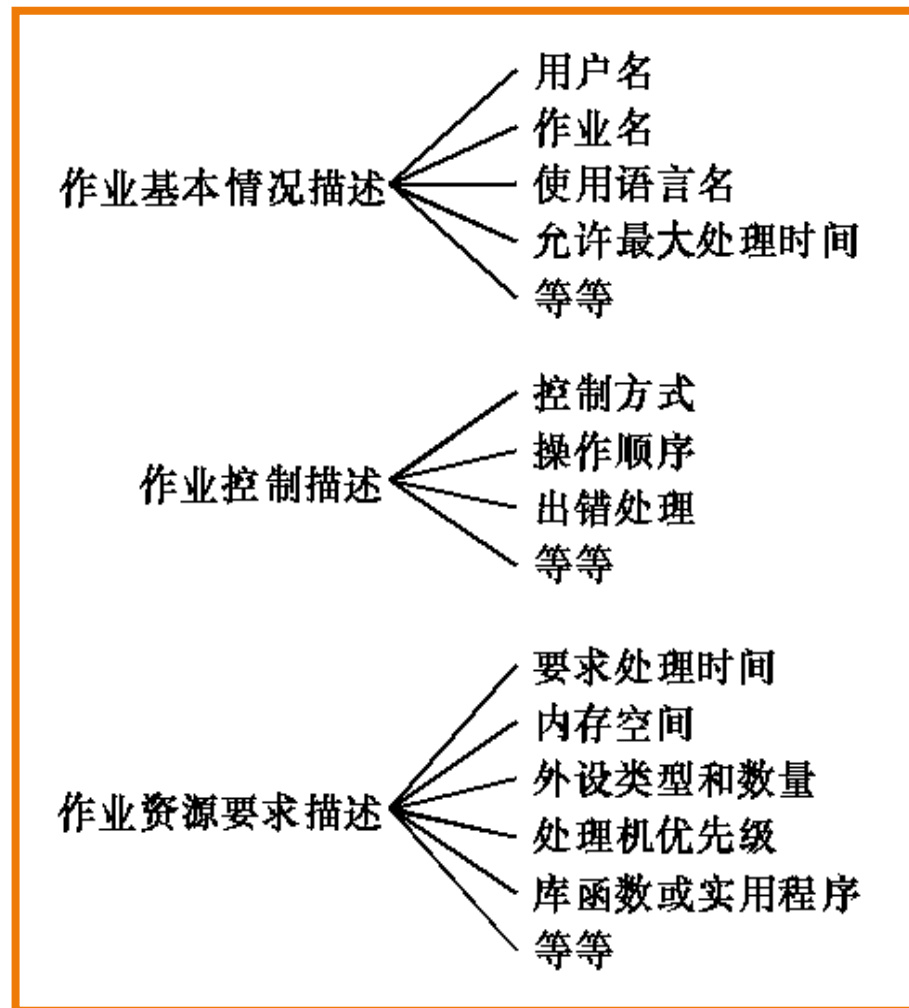 作业基本情况描述
用户名
作业名
使用语言名
允许最大处理时间
等等
作业控制描述
控制方式
操作顺序
出错处理
等等
作业资源要求描述
要求处理时间
内存空间
外设类型和数量
处理机优先级
库函数或实用程序
等等